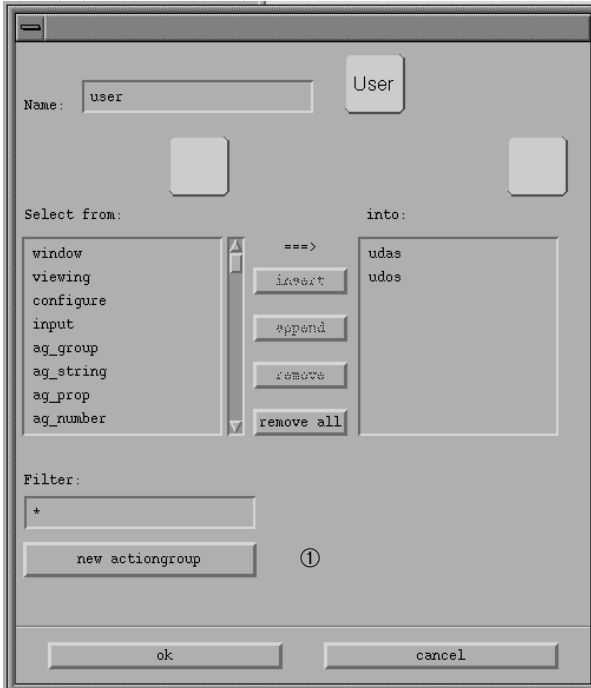 User
Name: user
Select from:
into:
window
viewing
configure
input
ag_group
ag_string
ag_prop
ag_number
===>
insert
append
remove
remove all
udas
udos
Filter:
*
new actiongroup
①
ok
cancel